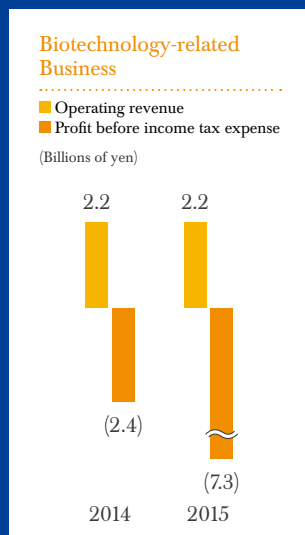 Biotechnology-related
Business
Operating revenue
Profit before income tax expense
(Billions of yen)
2.2 2.2
(2.4)
(7.3)
2014 2015